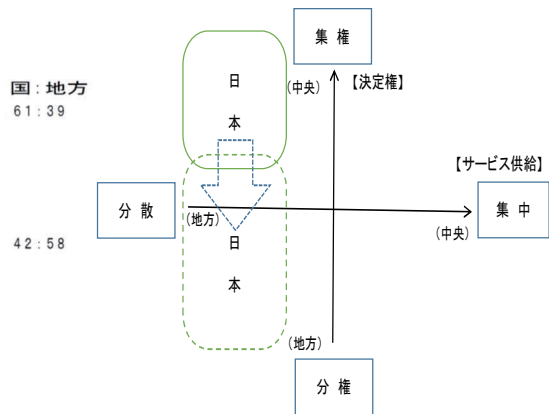 集 権
国：地方
61：39
日
本
(中央)
【決定権】
【サービス供給】
分 散
(地方)
集 中
(中央)
42：58
日
本
(地方)
分 権